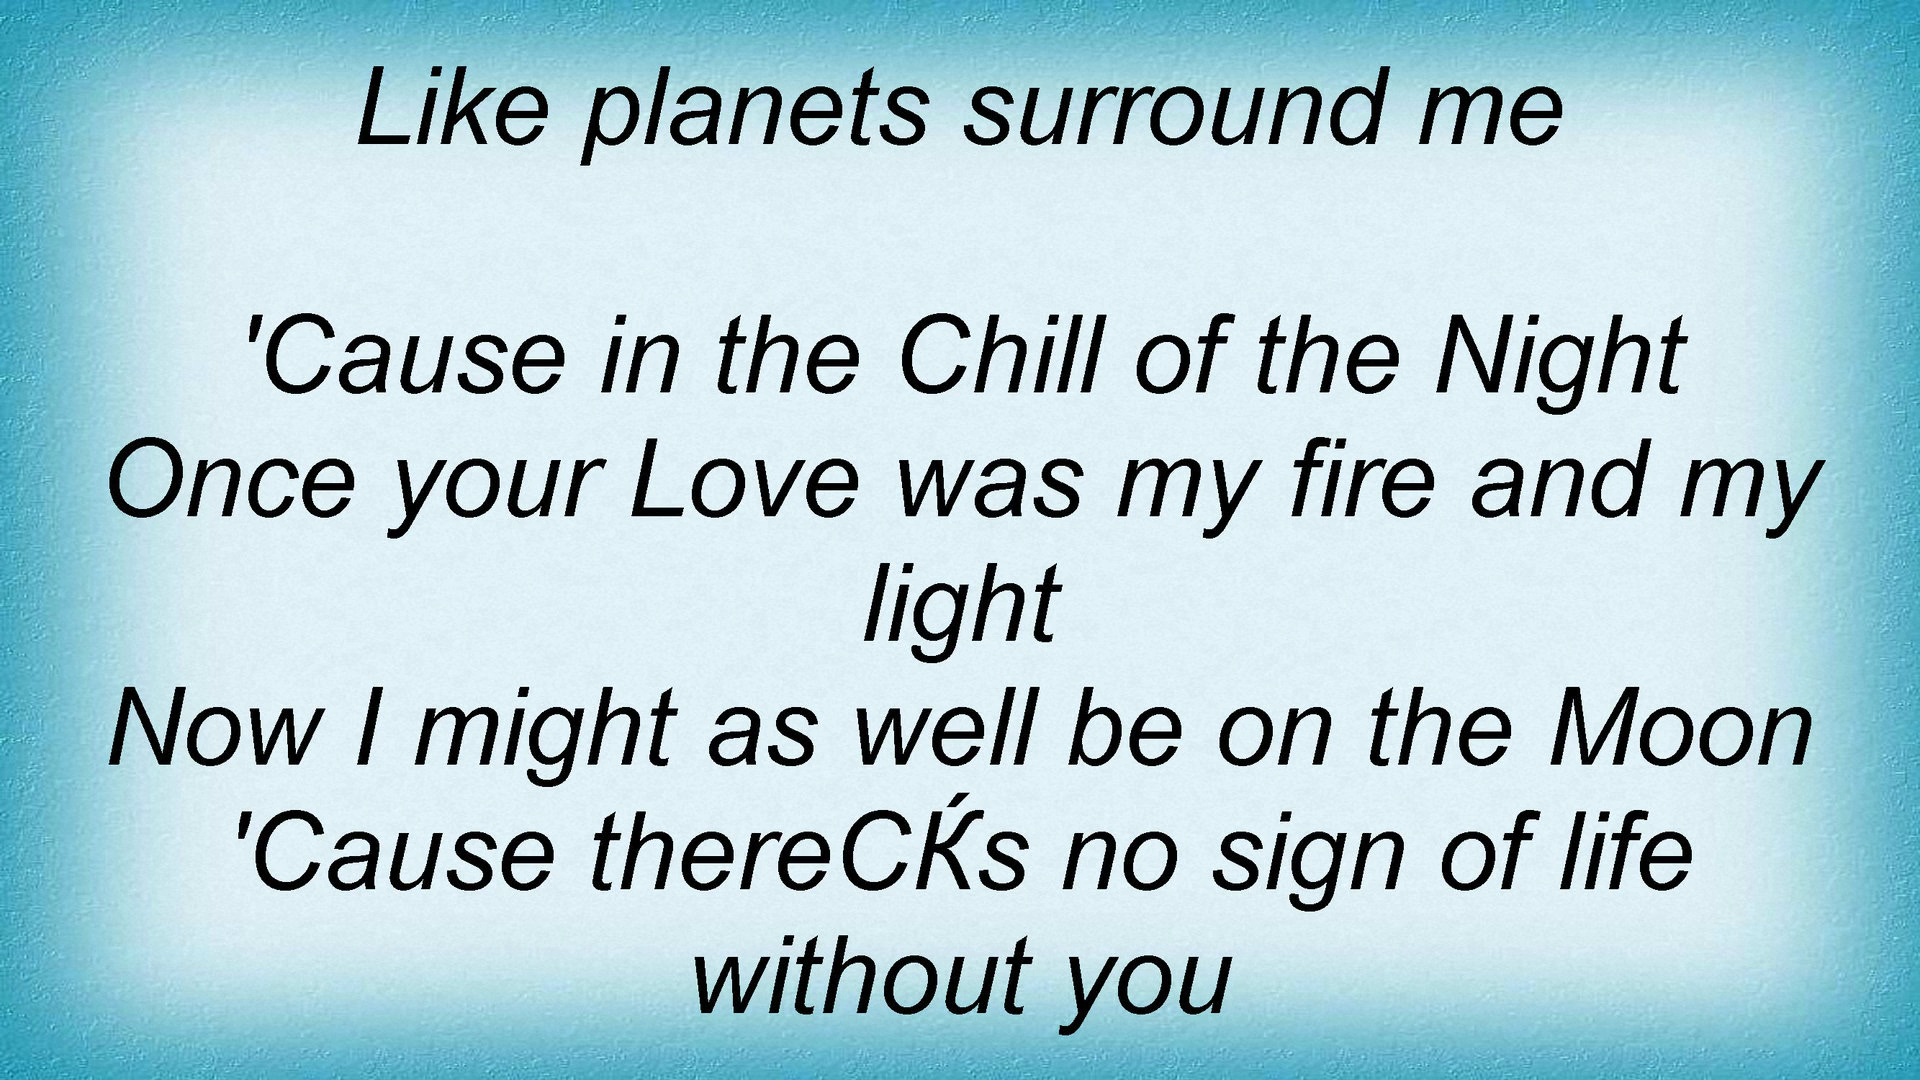 Like planets surround me
'Cause in the Chill of the Night
Once your Love was my fire and my
light
Now I might as well be on the Moon
'Cause thereCЌs no sign of life
without you